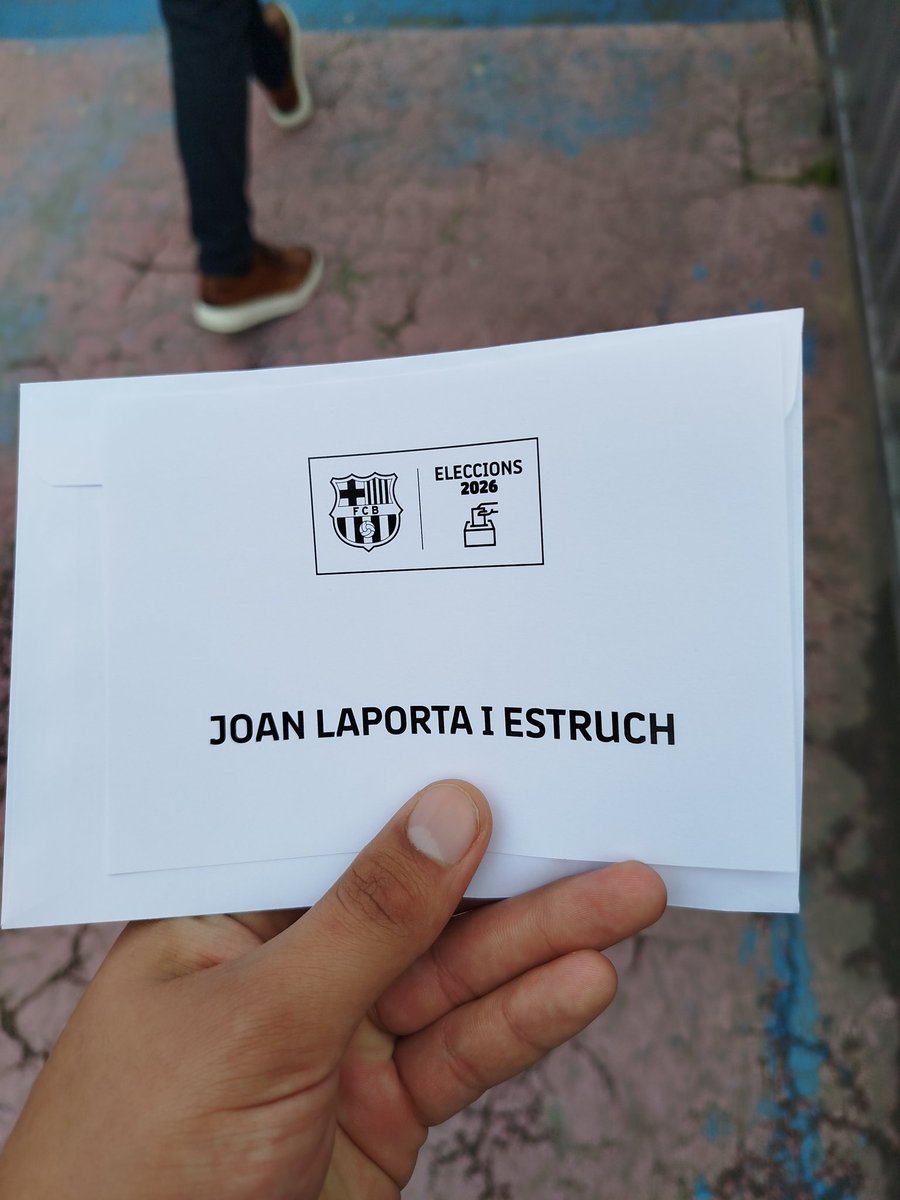 FCB
ELECCIONS
2026
JOAN LAPORTA I ESTRUCH